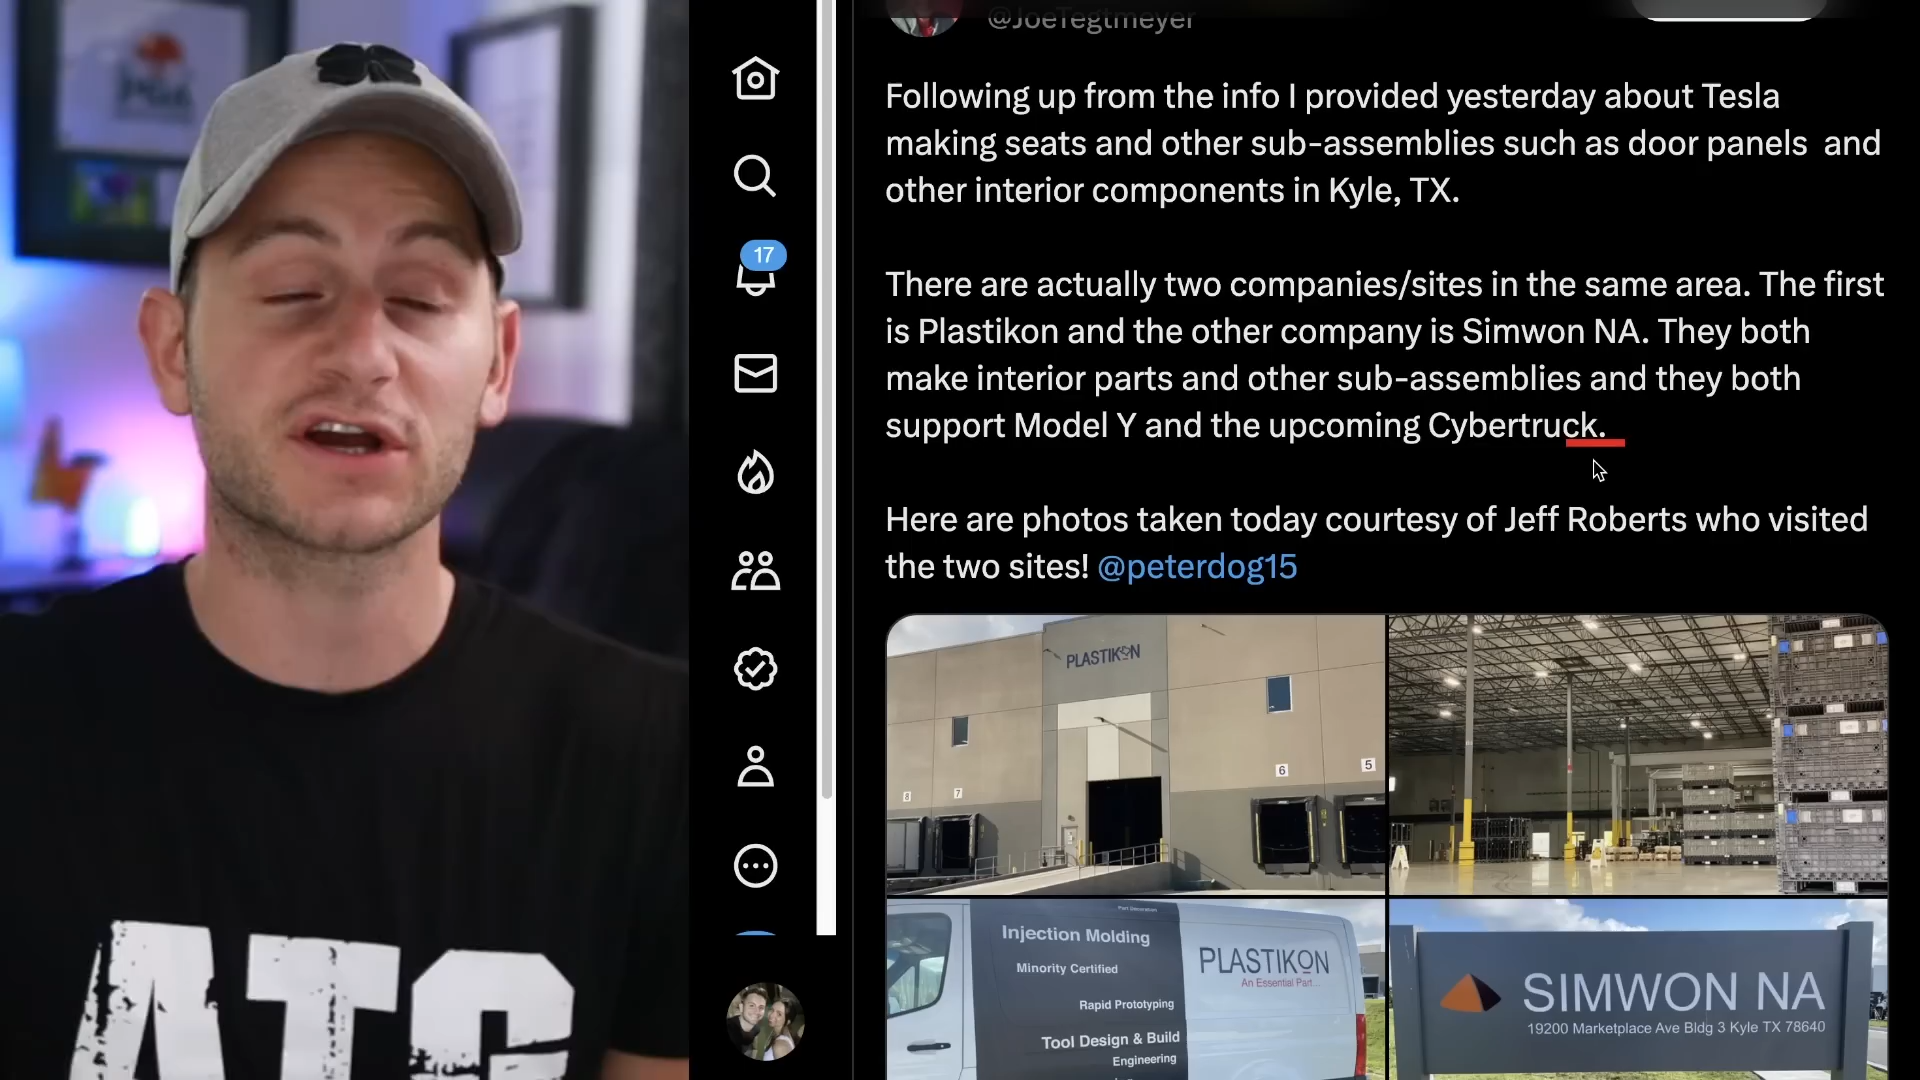 @JoeTegtmeyer
Following up from the info I provided yesterday about Tesla
making seats and other sub-assemblies such as door panels and
other interior components in Kyle, TX.
There are actually two companies/sites in the same area. The first
is Plastikon and the other company is Simwon NA. They both
make interior parts and other sub-assemblies and they both
support Model Y and the upcoming Cybertruck.
Here are photos taken today courtesy of Jeff Roberts who visited
the two sites! @peterdog15
17
PLASTIKON
8
7
6
5
Injection Molding
Minority Certified
Rapid Prototyping
Tool Design & Build
Engineering
PLASTIKON
An Essential Part...
SIMWON NA
19200 Marketplace Ave Bldg 3 Kyle TX 78640
PGA
ATC